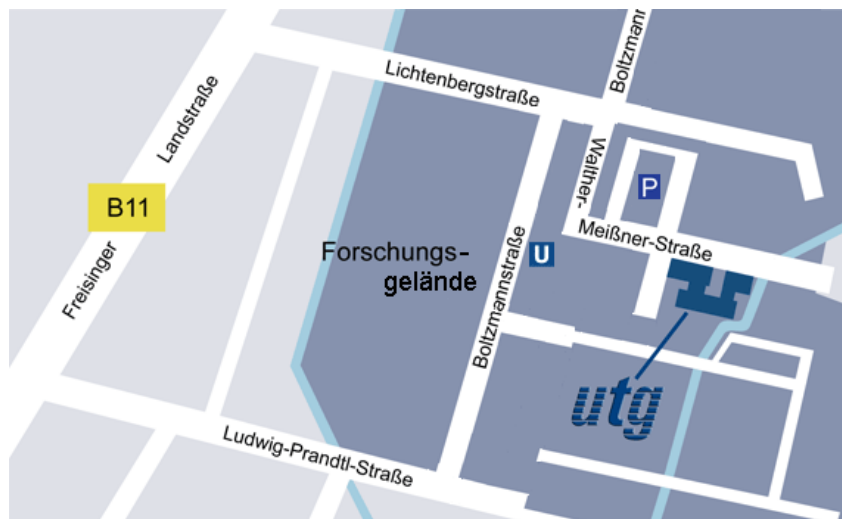 Boltzmann
Lichtenbergstraße
Landstraße
Walther-
P
B11
Meißner-Straße
Forschungs-
gelände
U
Freisinger
Boltzmannstraße
utg
Ludwig-Prandtl-Straße